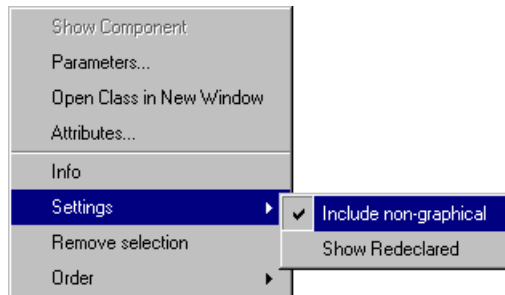 Show Component
Parameters...
Open Class in New Window
Attributes...
Info
Settings
Include non-graphical
Remove selection
Show Redeclared
Order